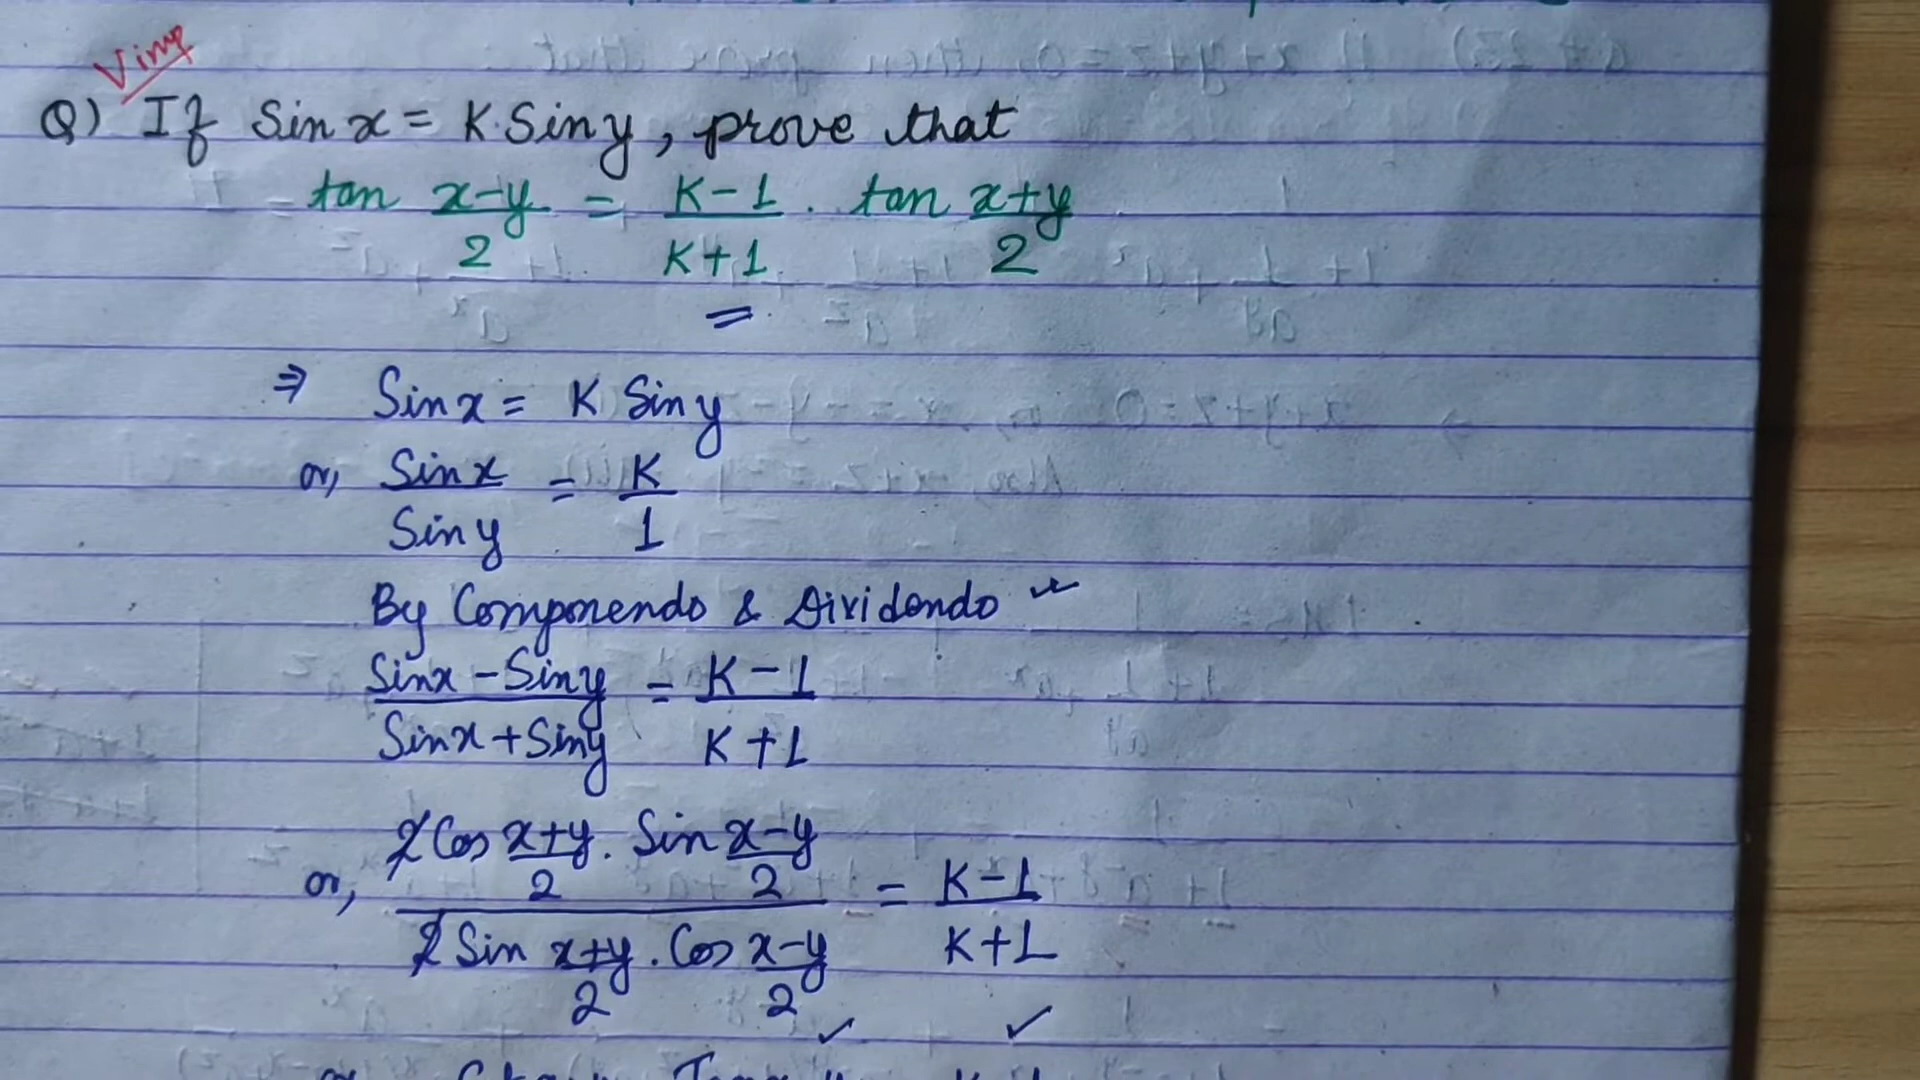 V imp
Q) If Sin x = K Sin y, prove that
tan x-y/2 = K-1/K+1 . tan x+y/2
⇒ Sin x = K Sin y
or, Sin x/Sin y = K/1
By Componendo & Dividendo
Sin x - Sin y/Sin x + Sin y = K-1/K+1
or, 2 Cos x+y/2 . Sin x-y/2 / 2 Sin x+y/2 . Cos x-y/2 = K-1/K+1